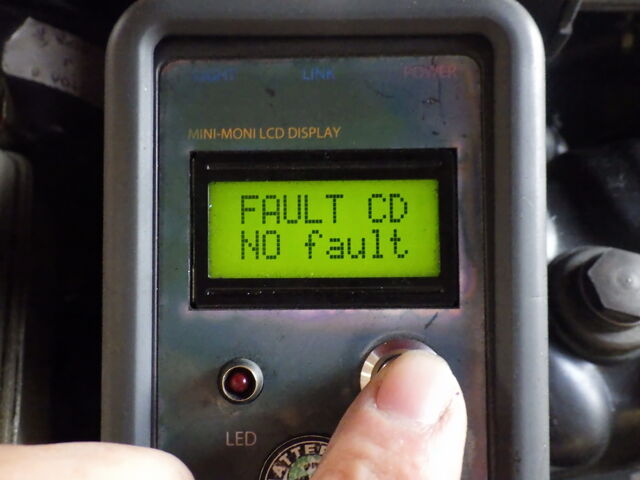 LINK
POWER
MINI-MONI LCD DISPLAY
FAULT CD
NO fault
LED